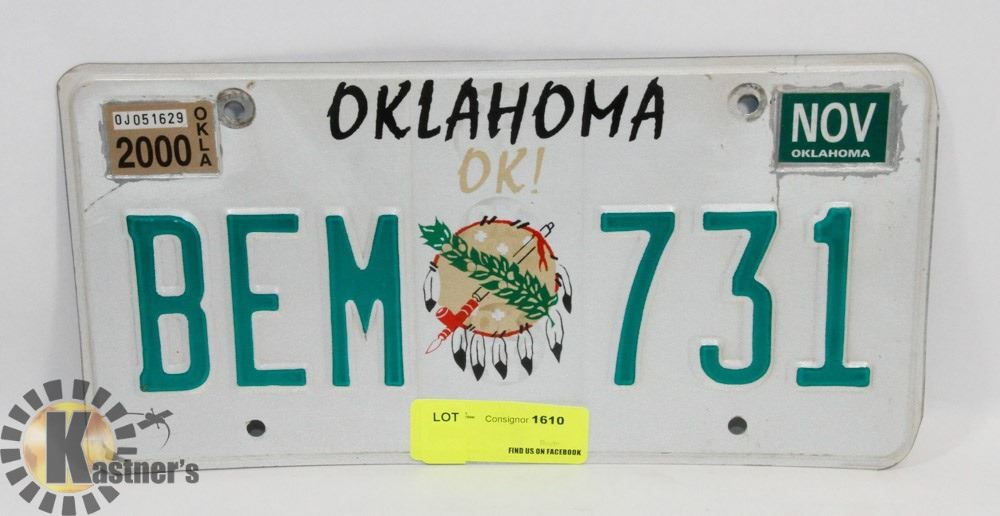 OKLAHOMA
OK!
0J051629
2000
OKLA
NOV
OKLAHOMA
BEM 731
LOT Consignor 1610
FIND US ON FACEBOOK
Kastner's